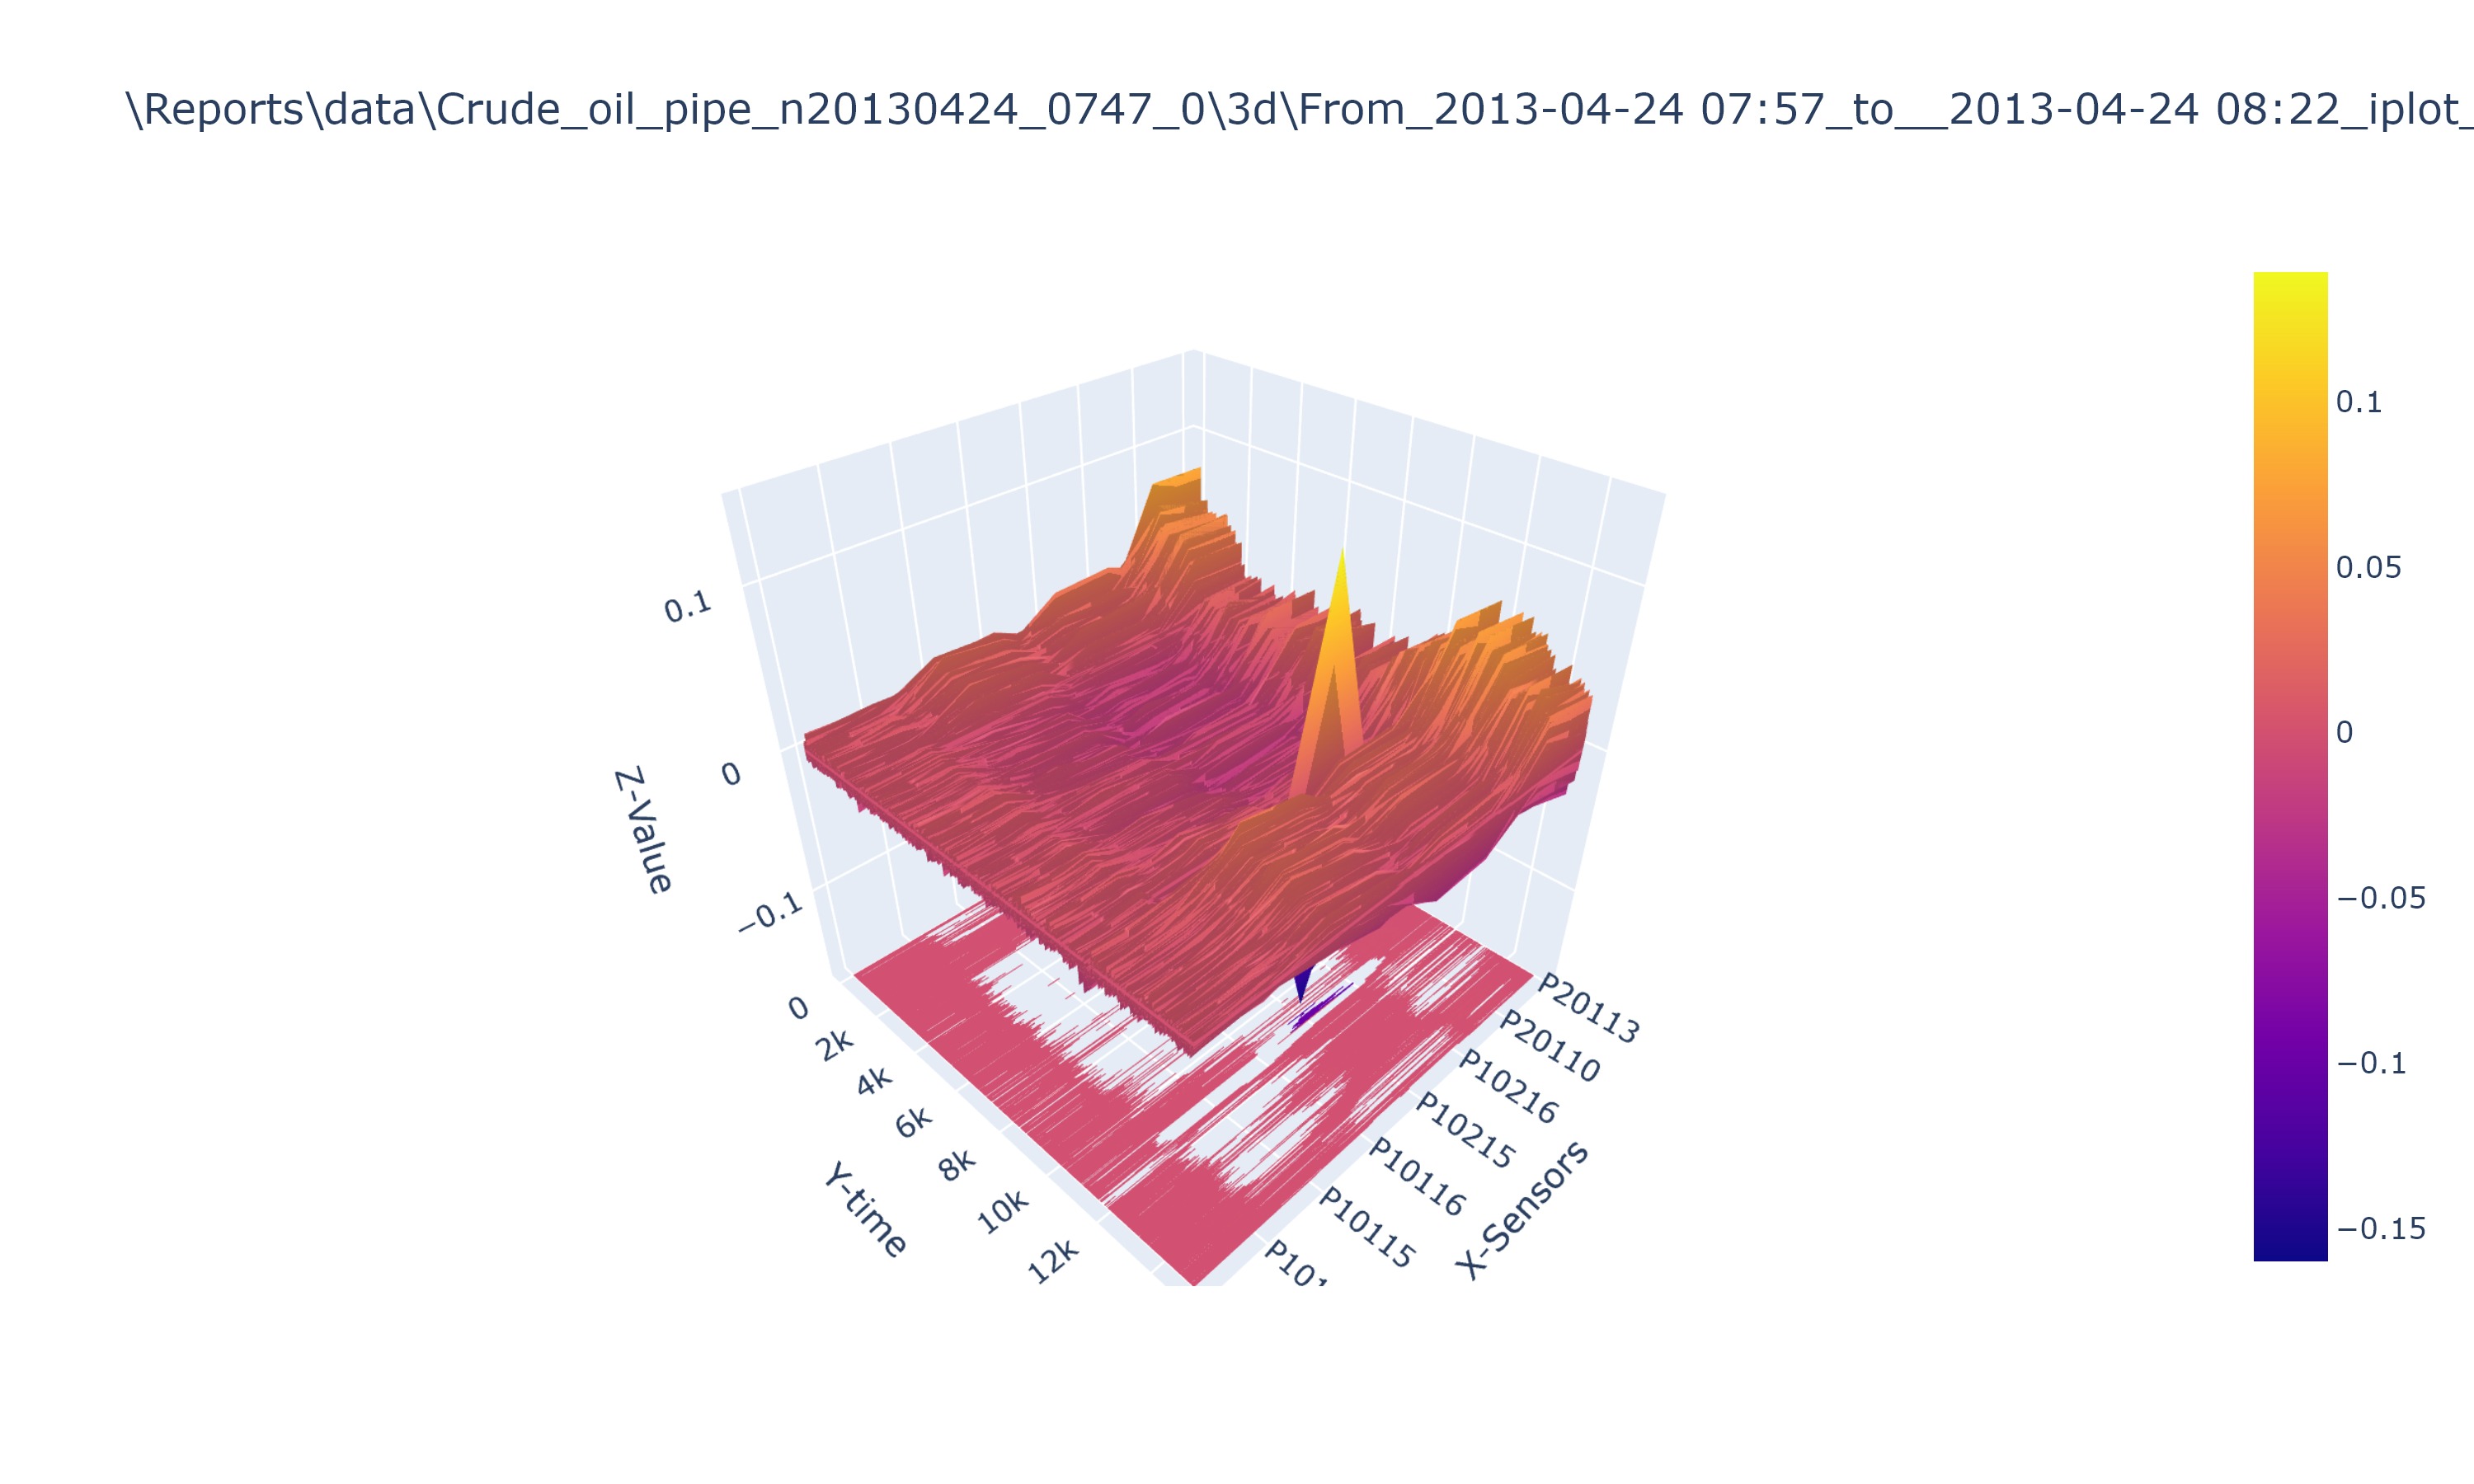 \Reports\data\Crude_oil_pipe_n20130424_0747_0\3d\From_2013-04-24 07:57_to__2013-04-24 08:22_iplot_
0.1
0.05
0
−0.05
−0.1
−0.15
0.1
0
−0.1
Z-Value
0
2k
4k
6k
8k
10k
12k
Y-time
P20113
P20110
P10216
P10215
P10116
P10115
X-Sensors